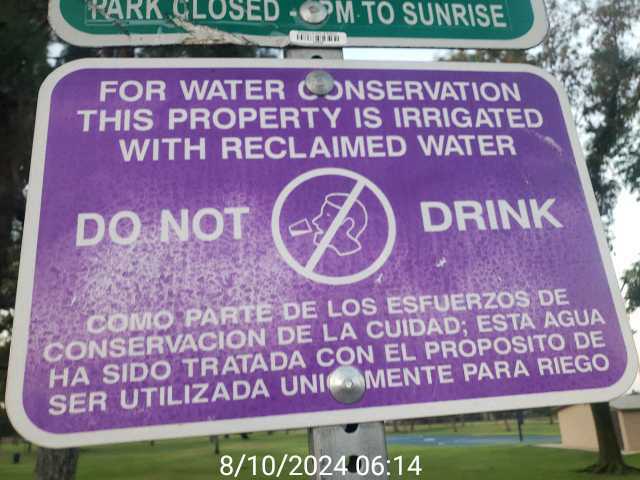 PARK CLOSED - PM TO SUNRISE
FOR WATER CONSERVATION
THIS PROPERTY IS IRRIGATED
WITH RECLAIMED WATER
DO NOT DRINK
COMO PARTE DE LOS ESFUERZOS DE
CONSERVACION DE LA CUIDAD; ESTA AGUA
HA SIDO TRATADA CON EL PROPOSITO DE
SER UTILIZADA UNICAMENTE PARA RIEGO
8/10/2024 06:14